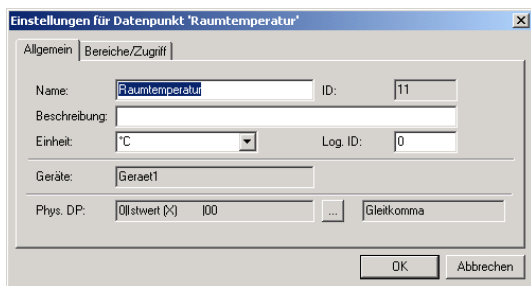 Einstellungen für Datenpunkt 'Raumtemperatur'
Allgemein Bereiche/Zugriff
Name: Raumtemperatur ID: 11
Beschreibung:
Einheit: °C Log. ID: 0
Geräte: Geraet1
Phys. DP: 0|Istwert (X) |00 ... Gleitkomma
OK Abbrechen